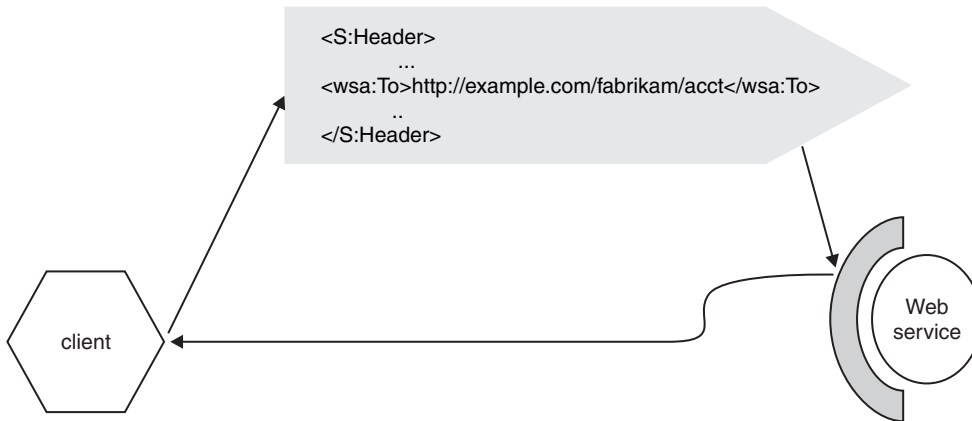 <S:Header>
...
<wsa:To>http://example.com/fabrikam/acct</wsa:To>
..
</S:Header>
client
Web
service